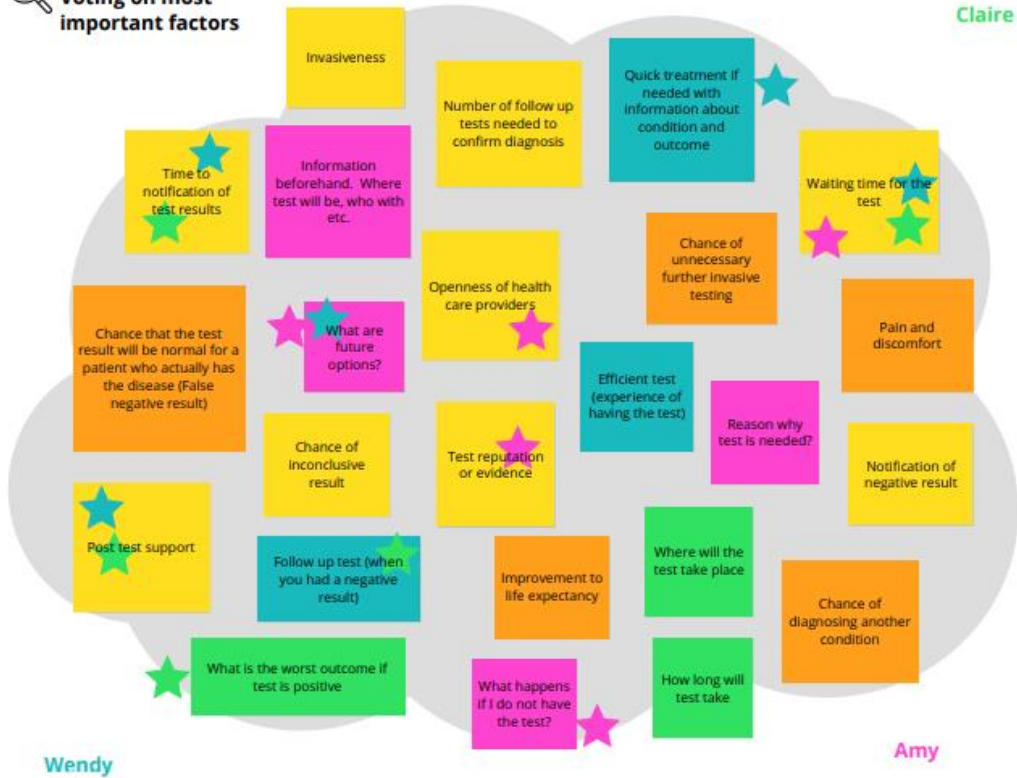 Voting on most
important factors
Claire
Invasiveness
Number of follow up
tests needed to
confirm diagnosis
Quick treatment if
needed with
information about
condition and
outcome
Time to
notification of
test results
Information
beforehand. Where
test will be, who with
etc.
Waiting time for the
test
Openness of health
care providers
Chance of
unnecessary
further invasive
testing
Chance that the test
result will be normal for a
patient who actually has
the disease (False
negative result)
What are
future
options?
Pain and
discomfort
Efficient test
(experience of
having the test)
Reason why
test is needed?
Chance of
inconclusive
result
Test reputation
or evidence
Notification of
negative result
Post test support
Follow up test (when
you had a negative
result)
Improvement to
life expectancy
Where will the
test take place
Chance of
diagnosing another
condition
What is the worst outcome if
test is positive
What happens
if I do not have
the test?
How long will
test take
Wendy
Amy